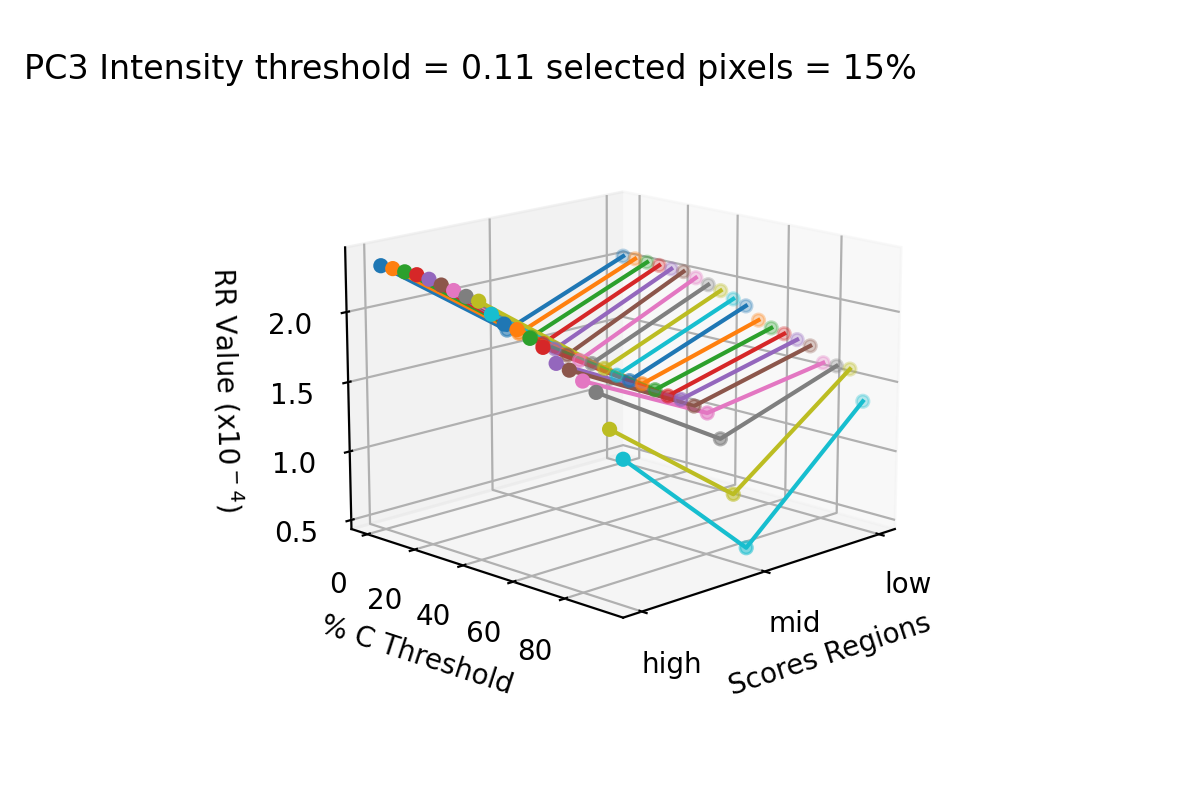 PC3 Intensity threshold = 0.11 selected pixels = 15%
RR Value (x10⁻⁴)
2.0
1.5
1.0
0.5
0
20
40
60
80
% C Threshold
high
mid
low
Scores Regions